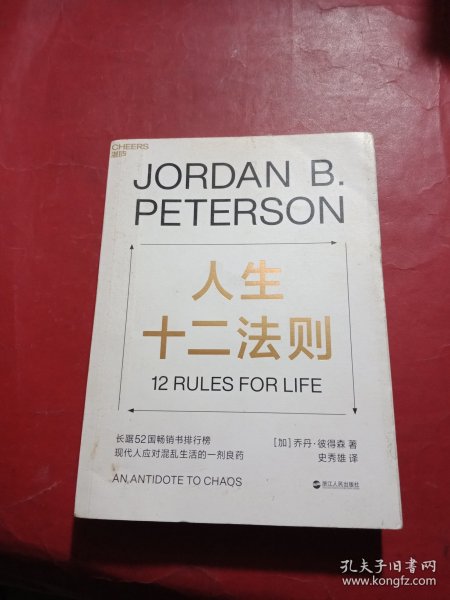 CHEERS
湛庐
JORDAN B.
PETERSON
人生
十二法则
12 RULES FOR LIFE
长踞52国畅销书排行榜
现代人应对混乱生活的一剂良药
[加] 乔丹·彼得森 著
史秀雄 译
AN ANTIDOTE TO CHAOS
浙江人民出版社
孔夫子旧书网
www.kongfz.com